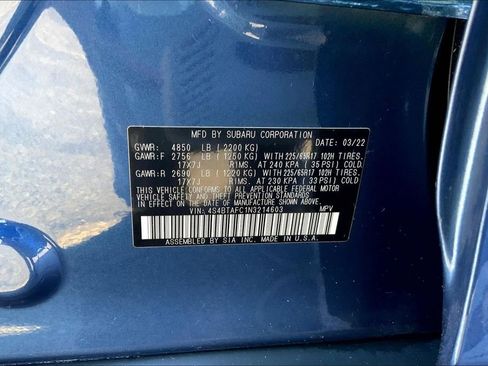 MFD BY SUBARU CORPORATION
GVWR: 4850 LB (2200 KG) DATE: 03/22
GAWR:F 2756 LB (1250 KG) WITH 225/65R17 102H TIRES.
17X7J RIMS. AT 240 KPA (35 PSI) COLD
GAWR:R 2690 LB (1220 KG) WITH 225/65R17 102H TIRES.
17X7J RIMS. AT 230 KPA (33 PSI) COLD.
THIS VEHICLE CONFORMS TO ALL APPLICABLE FEDERAL MOTOR
VEHICLE SAFETY AND THEFT PREVENTION STANDARDS
IN EFFECT ON THE DATE OF MANUFACTURE SHOWN ABOVE.
VIN: 4S4BTAFC1N3214603 MPV
ASSEMBLED BY SIA INC. MADE IN U.S.A.